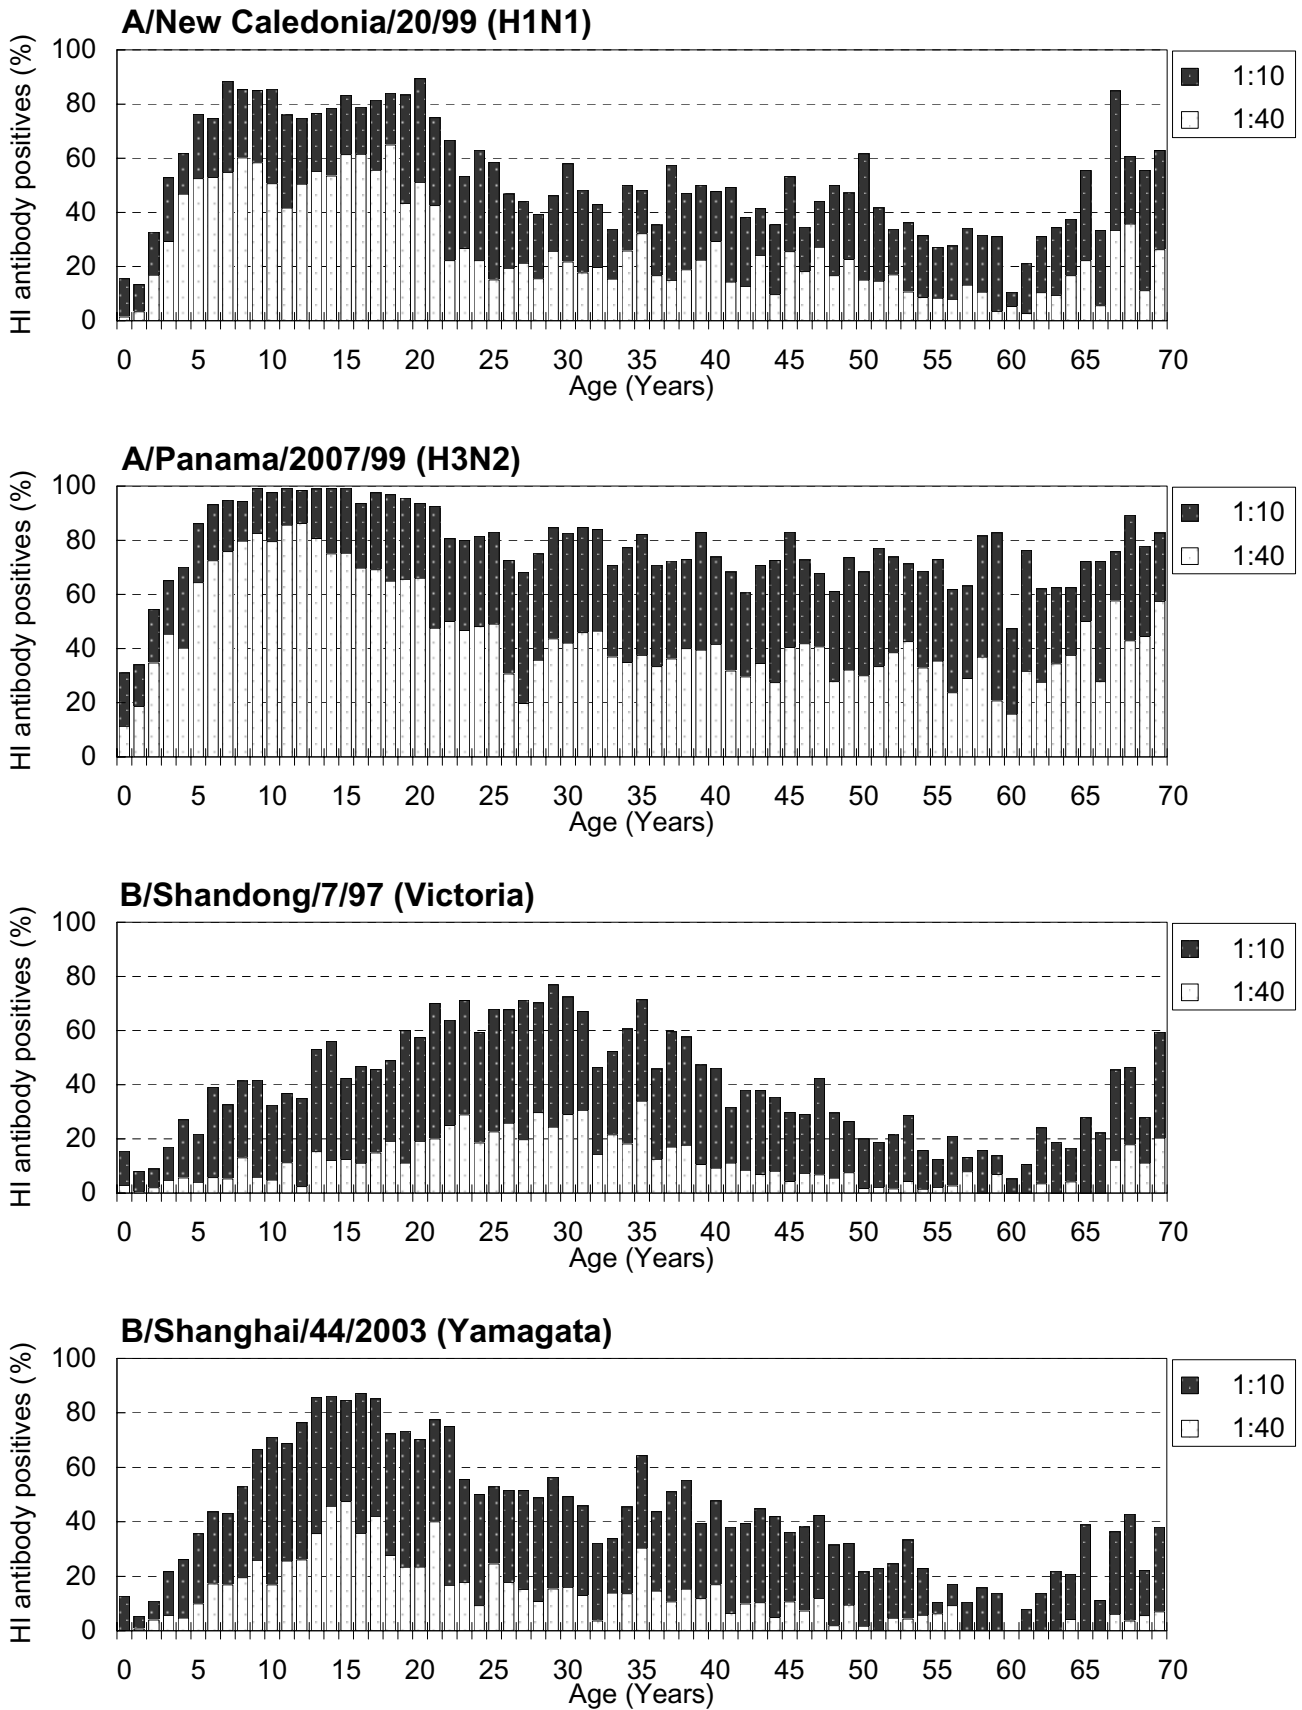 A/New Caledonia/20/99 (H1N1)
HI antibody positives (%)
100
80
60
40
20
0
1:10
1:40
0 5 10 15 20 25 30 35 40 45 50 55 60 65 70
Age (Years)
A/Panama/2007/99 (H3N2)
HI antibody positives (%)
100
80
60
40
20
0
1:10
1:40
0 5 10 15 20 25 30 35 40 45 50 55 60 65 70
Age (Years)
B/Shandong/7/97 (Victoria)
HI antibody positives (%)
100
80
60
40
20
0
1:10
1:40
0 5 10 15 20 25 30 35 40 45 50 55 60 65 70
Age (Years)
B/Shanghai/44/2003 (Yamagata)
HI antibody positives (%)
100
80
60
40
20
0
1:10
1:40
0 5 10 15 20 25 30 35 40 45 50 55 60 65 70
Age (Years)